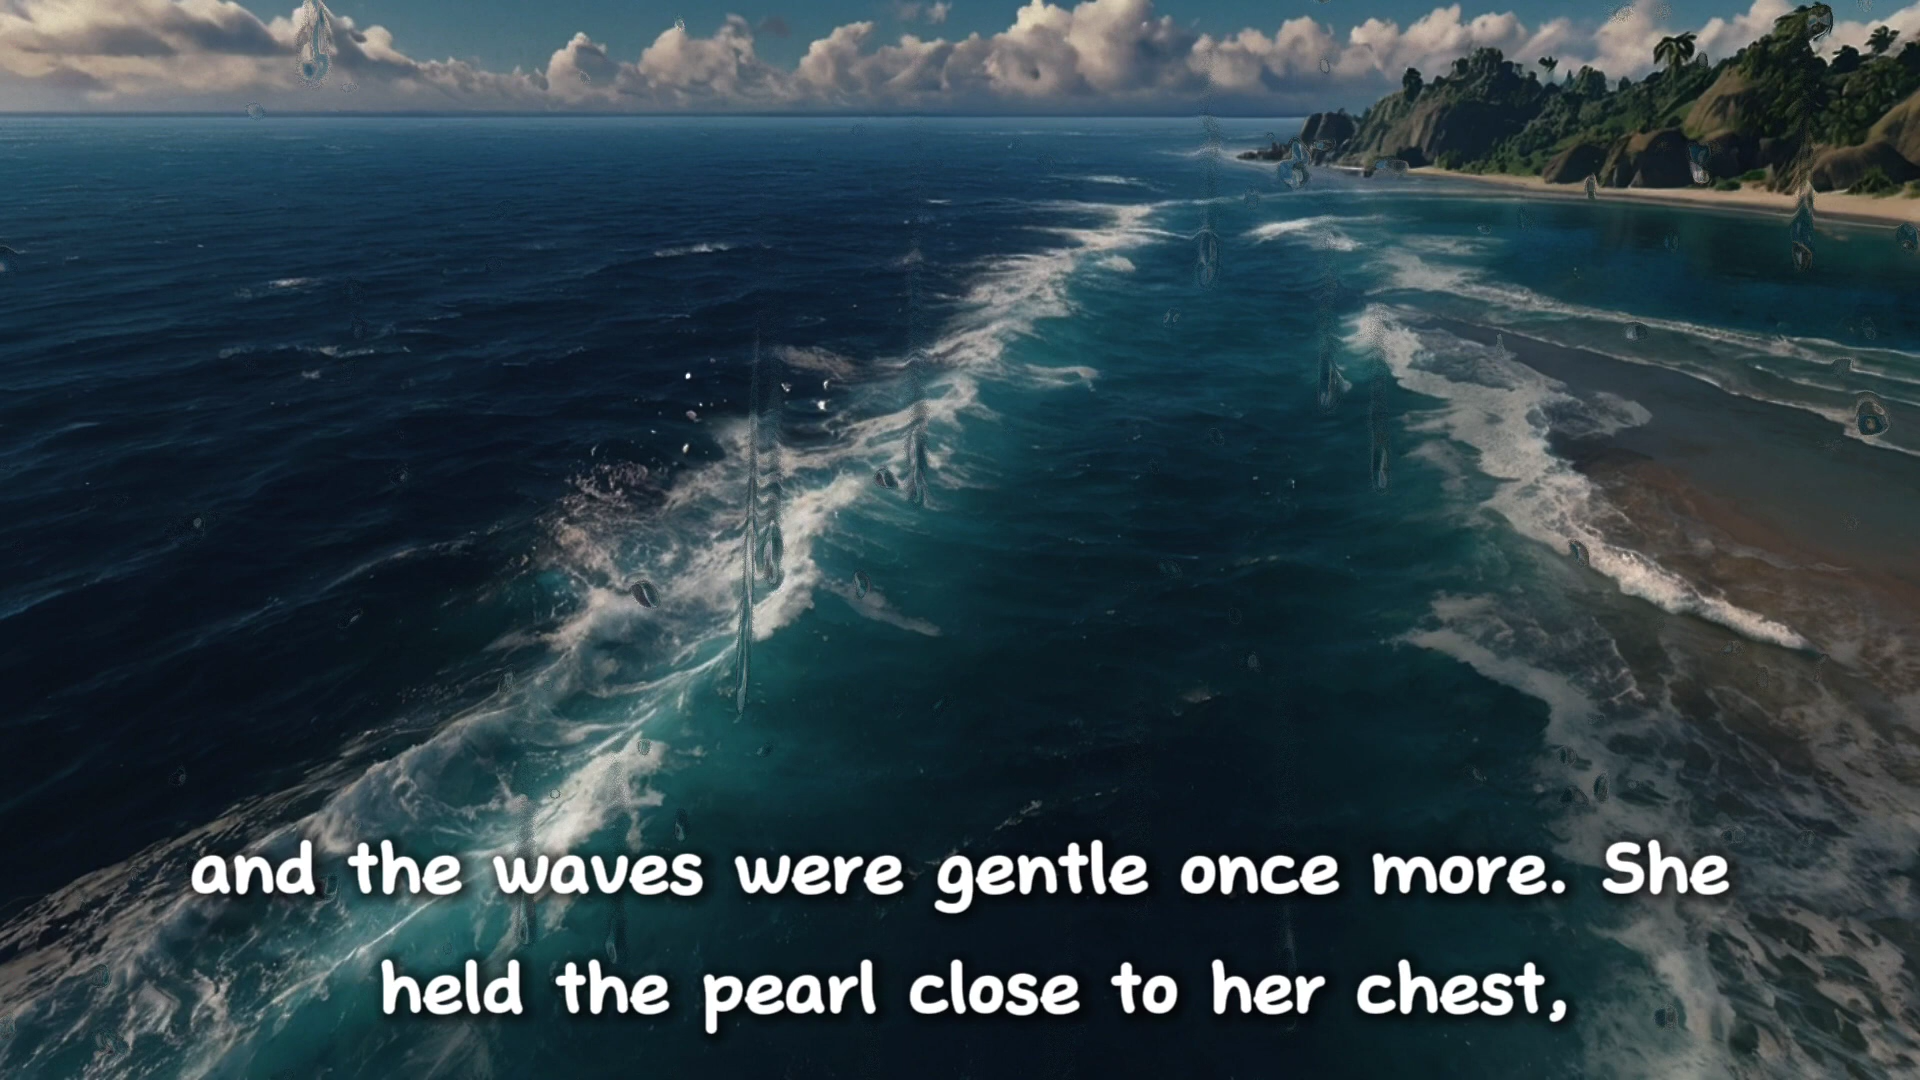 and the waves were gentle once more. She
held the pearl close to her chest,